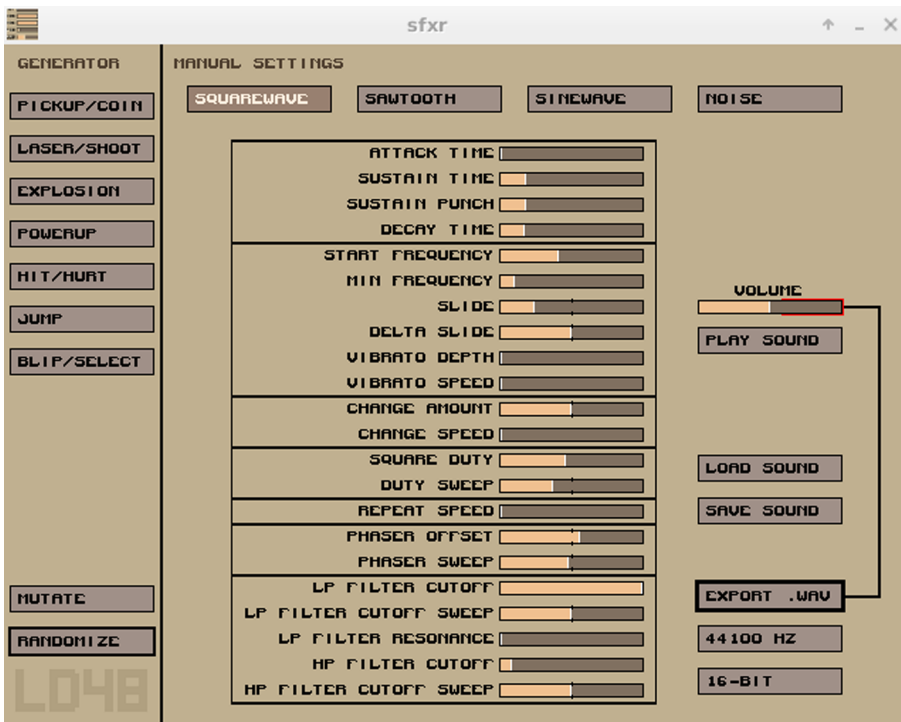 sfxr
GENERATOR
PICKUP/COIN
LASER/SHOOT
EXPLOSION
POWERUP
HIT/HURT
JUMP
BLIP/SELECT
MUTATE
RANDOMIZE
LD48
MANUAL SETTINGS
SQUAREWAVE SAWTOOTH SINEWAVE NOISE
ATTACK TIME
SUSTAIN TIME
SUSTAIN PUNCH
DECAY TIME
START FREQUENCY
MIN FREQUENCY
SLIDE
DELTA SLIDE
VIBRATO DEPTH
VIBRATO SPEED
CHANGE AMOUNT
CHANGE SPEED
SQUARE DUTY
DUTY SWEEP
REPEAT SPEED
PHASER OFFSET
PHASER SWEEP
LP FILTER CUTOFF
LP FILTER CUTOFF SWEEP
LP FILTER RESONANCE
HP FILTER CUTOFF
HP FILTER CUTOFF SWEEP
VOLUME
PLAY SOUND
LOAD SOUND
SAVE SOUND
EXPORT .WAV
44100 HZ
16-BIT